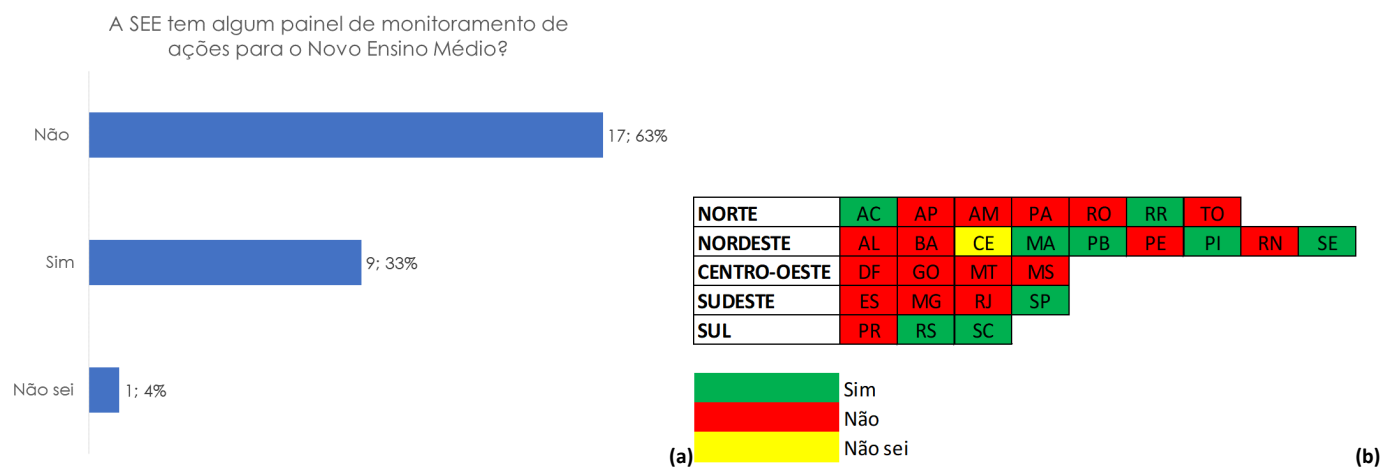 A SEE tem algum painel de monitoramento de
ações para o Novo Ensino Médio?
Não
17; 63%
Sim
9; 33%
Não sei
1; 4%
(a)
NORTE AC AP AM PA RO RR TO
NORDESTE AL BA CE MA PB PE PI RN SE
CENTRO-OESTE DF GO MT MS
SUDESTE ES MG RJ SP
SUL PR RS SC
Sim
Não
Não sei
(b)